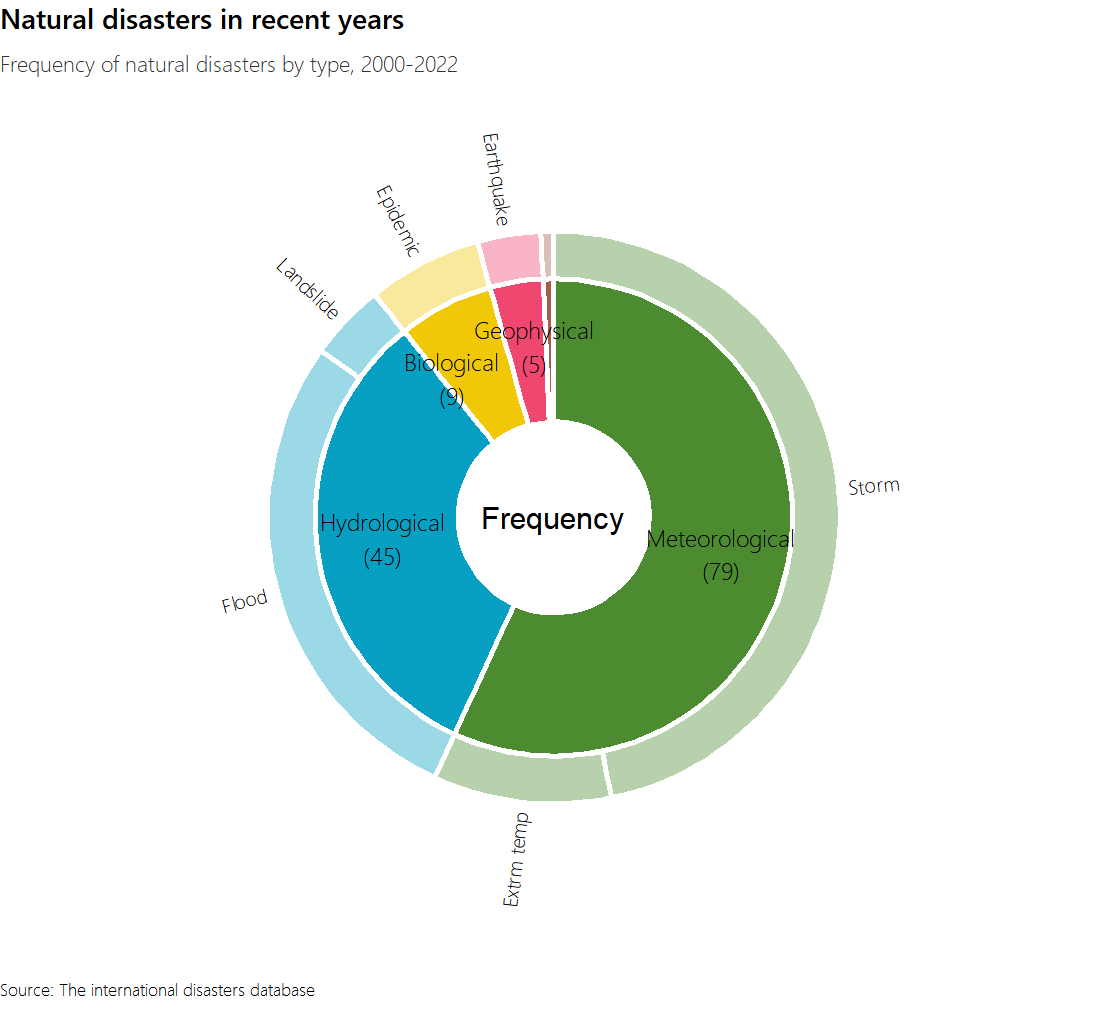 Natural disasters in recent years
Frequency of natural disasters by type, 2000-2022
Earthquake
Epidemic
Landslide
Geophysical
(5)
Biological
(9)
Storm
Frequency
Hydrological
(45)
Meteorological
(79)
Flood
Extrm temp
Source: The international disasters database